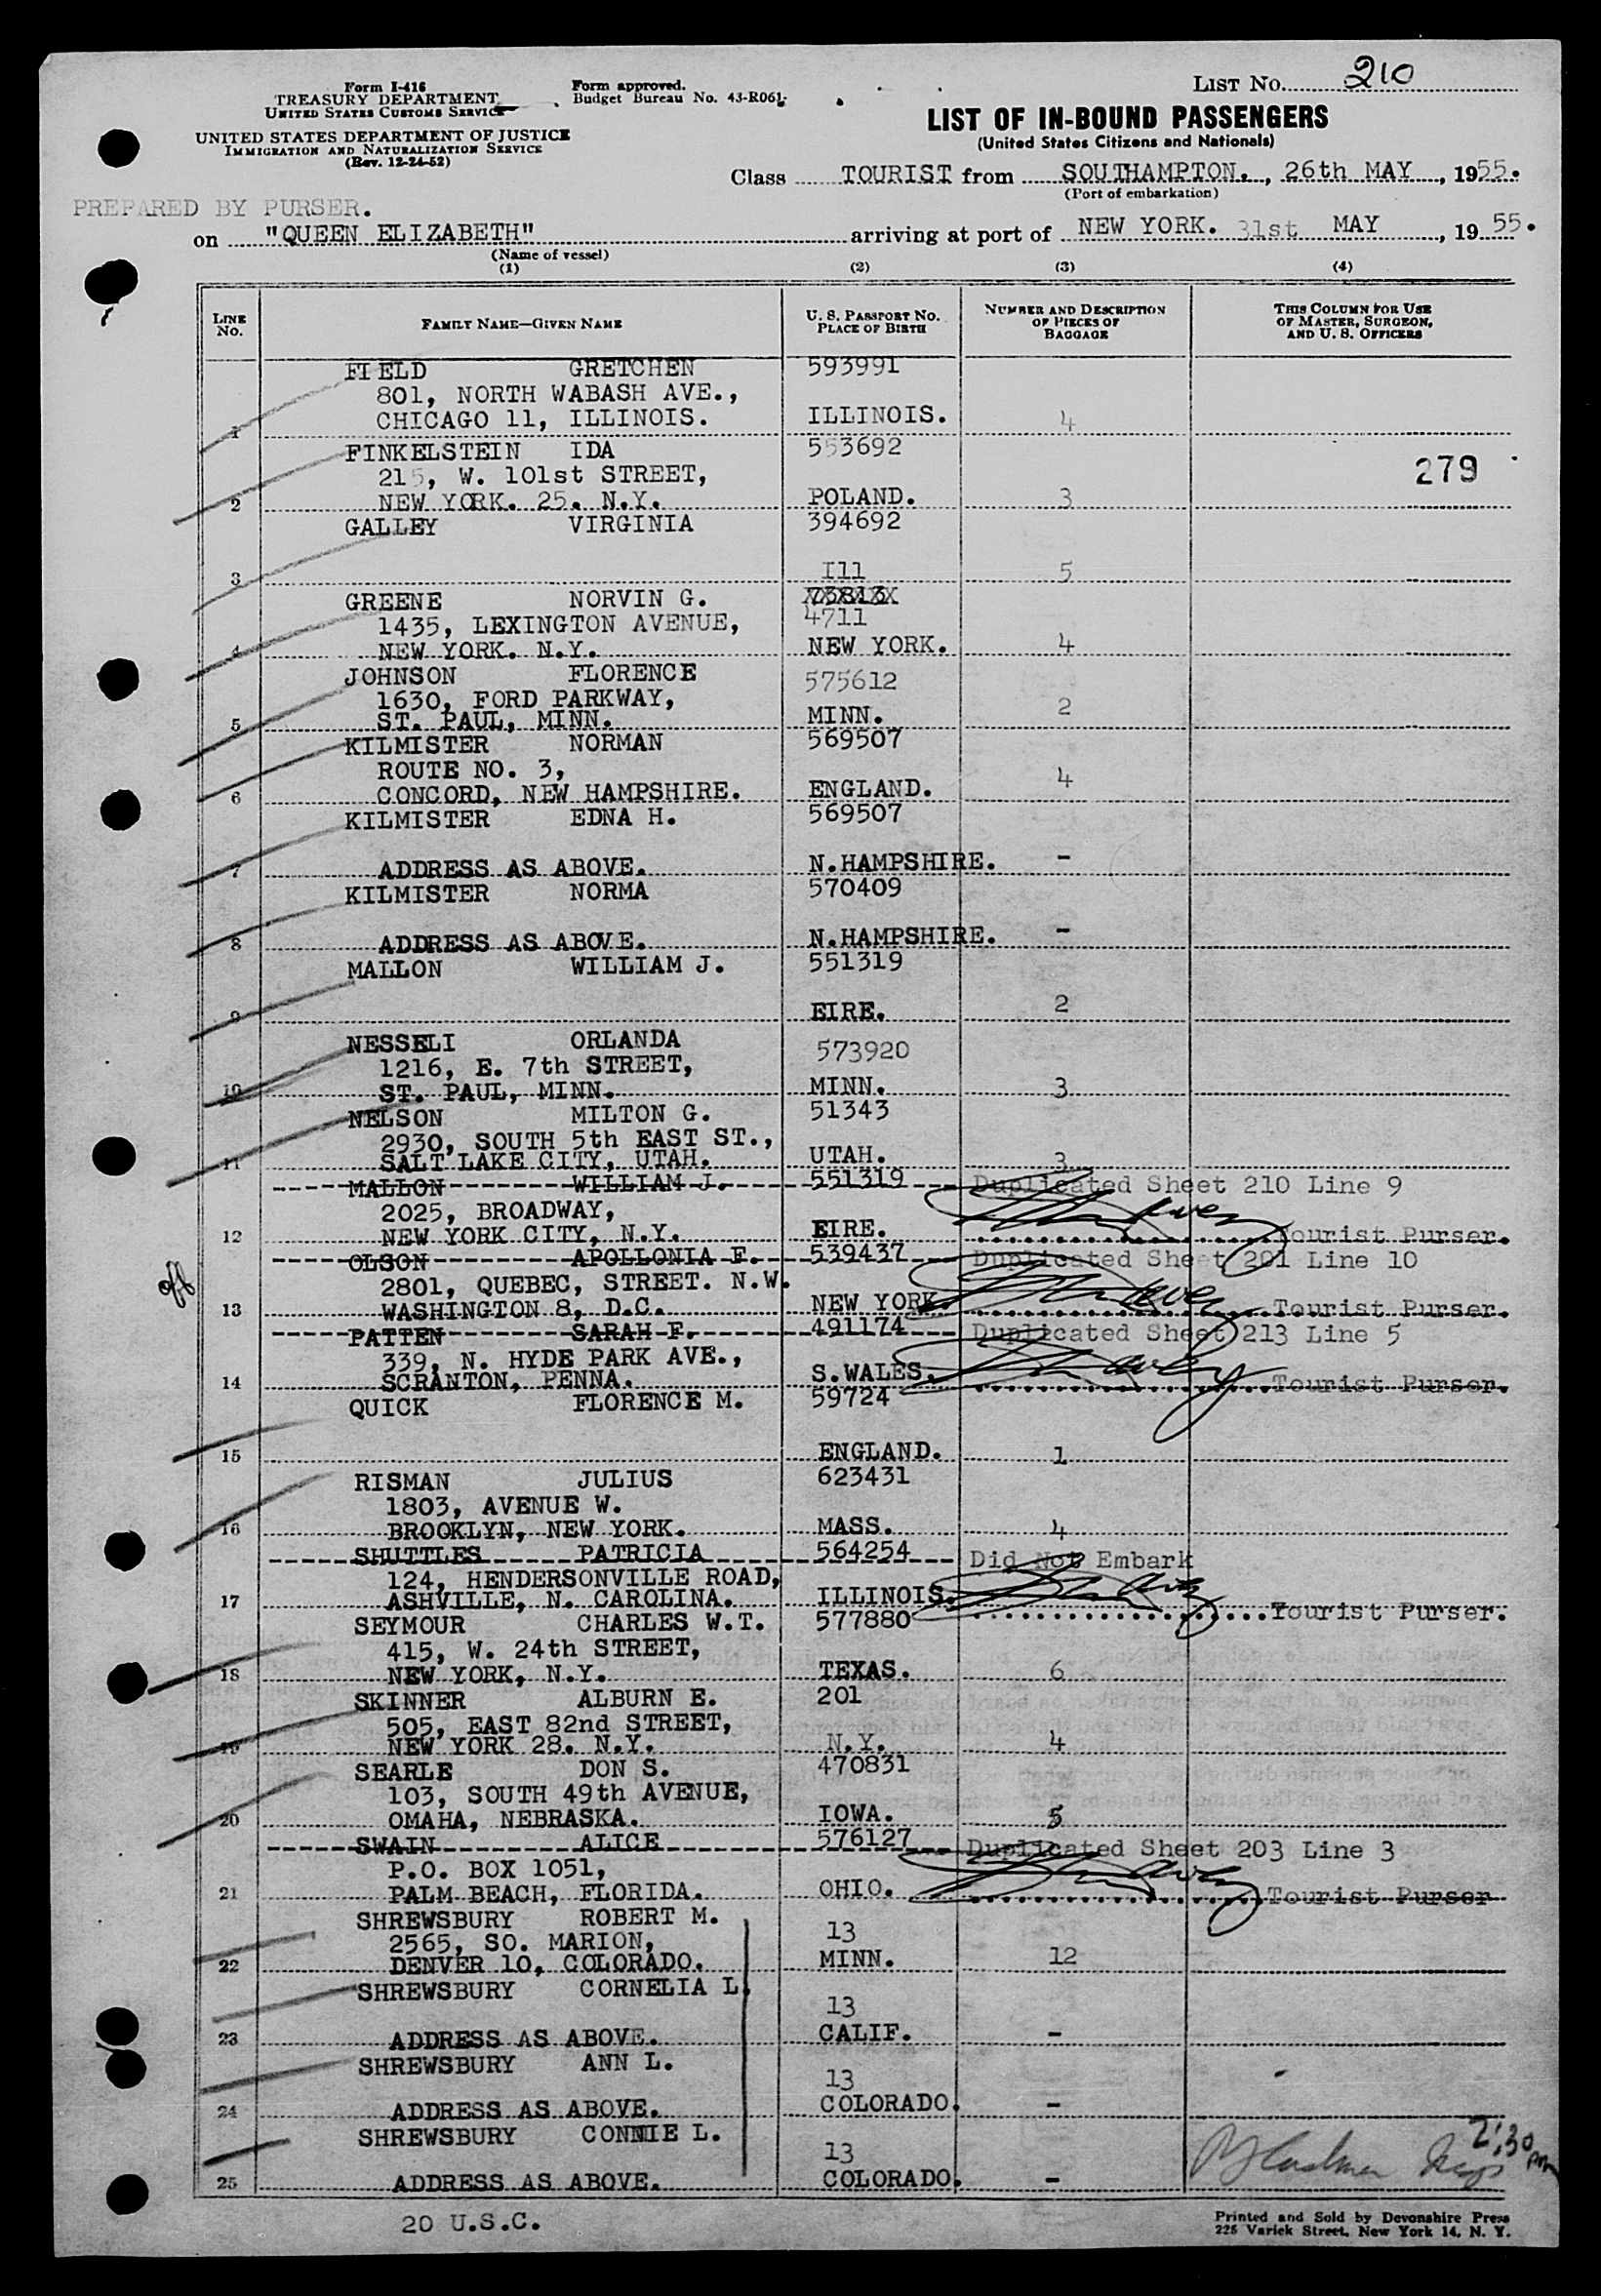 Form I-416
TREASURY DEPARTMENT
UNITED STATES CUSTOMS SERVICE
UNITED STATES DEPARTMENT OF JUSTICE
IMMIGRATION AND NATURALIZATION SERVICE
(Rev. 12-24-52)
Form approved.
Budget Bureau No. 43-R061.
LIST NO. 210
LIST OF IN-BOUND PASSENGERS
(United States Citizens and Nationals)
Class TOURIST from SOUTHAMPTON., 26th MAY, 1955.
(Port of embarkation)
PREPARED BY PURSER.
on "QUEEN ELIZABETH" arriving at port of NEW YORK. 31st MAY, 1955.
(Name of vessel)
(1) (2) (3) (4)
LINE NO. FAMILY NAME—GIVEN NAME U. S. PASSPORT NO. PLACE OF BIRTH NUMBER AND DESCRIPTION OF PIECES OF BAGGAGE THIS COLUMN FOR USE OF MASTER, SURGEON, AND U. S. OFFICERS
FIELD GRETCHEN 593991
801, NORTH WABASH AVE.,
1 CHICAGO 11, ILLINOIS. ILLINOIS. 4
FINKELSTEIN IDA 553692
215, W. 101st STREET, 279
2 NEW YORK. 25. N.Y. POLAND. 3
GALLEY VIRGINIA 394692
3 Ill 5
GREENE NORVIN G. 73813
1435, LEXINGTON AVENUE, 4711
4 NEW YORK. N.Y. NEW YORK. 4
JOHNSON FLORENCE 575612
1630, FORD PARKWAY,
5 ST. PAUL, MINN. MINN. 2
KILMISTER NORMAN 569507
ROUTE NO. 3,
6 CONCORD, NEW HAMPSHIRE. ENGLAND. 4
KILMISTER EDNA H. 569507
7 ADDRESS AS ABOVE. N.HAMPSHIRE. -
KILMISTER NORMA 570409
8 ADDRESS AS ABOVE. N.HAMPSHIRE. -
MALLON WILLIAM J. 551319
9 EIRE. 2
NESSELI ORLANDA 573920
1216, E. 7th STREET,
10 ST. PAUL, MINN. MINN. 3
NELSON MILTON G. 51343
2930, SOUTH 5th EAST ST.,
11 SALT LAKE CITY, UTAH. UTAH. 3
MALLON WILLIAM J. 551319 Duplicated Sheet 210 Line 9
2025, BROADWAY,
12 NEW YORK CITY, N.Y. EIRE. Tourist Purser.
OLSON APOLLONIA F. 539437 Duplicated Sheet 201 Line 10
off 2801, QUEBEC, STREET. N.W.
13 WASHINGTON 8, D.C. NEW YORK. Tourist Purser.
PATTEN SARAH F. 491174 Duplicated Sheet 213 Line 5
339, N. HYDE PARK AVE.,
14 SCRANTON, PENNA. S.WALES. Tourist Purser.
QUICK FLORENCE M. 59724
15 ENGLAND. 1
RISMAN JULIUS 623431
1803, AVENUE W.
16 BROOKLYN, NEW YORK. MASS. 4
SHUTTLES PATRICIA 564254 Did Not Embark
124, HENDERSONVILLE ROAD,
17 ASHVILLE, N. CAROLINA. ILLINOIS. Tourist Purser.
SEYMOUR CHARLES W.T. 577880
415, W. 24th STREET,
18 NEW YORK, N.Y. TEXAS. 6
SKINNER ALBURN E. 201
505, EAST 82nd STREET,
19 NEW YORK 28. N.Y. N.Y. 4
SEARLE DON S. 470831
103, SOUTH 49th AVENUE,
20 OMAHA, NEBRASKA. IOWA. 5
SWAIN ALICE 576127 Duplicated Sheet 203 Line 3
P.O. BOX 1051,
21 PALM BEACH, FLORIDA. OHIO. Tourist Purser
SHREWSBURY ROBERT M. 13
2565, SO. MARION,
22 DENVER 10, COLORADO. MINN. 12
SHREWSBURY CORNELIA L. 13
23 ADDRESS AS ABOVE. CALIF. -
SHREWSBURY ANN L. 13
24 ADDRESS AS ABOVE. COLORADO. -
SHREWSBURY CONNIE L. 13 2:30 PM
25 ADDRESS AS ABOVE. COLORADO. -
20 U.S.C.
Printed and Sold by Devonshire Press
225 Varick Street, New York 14, N. Y.